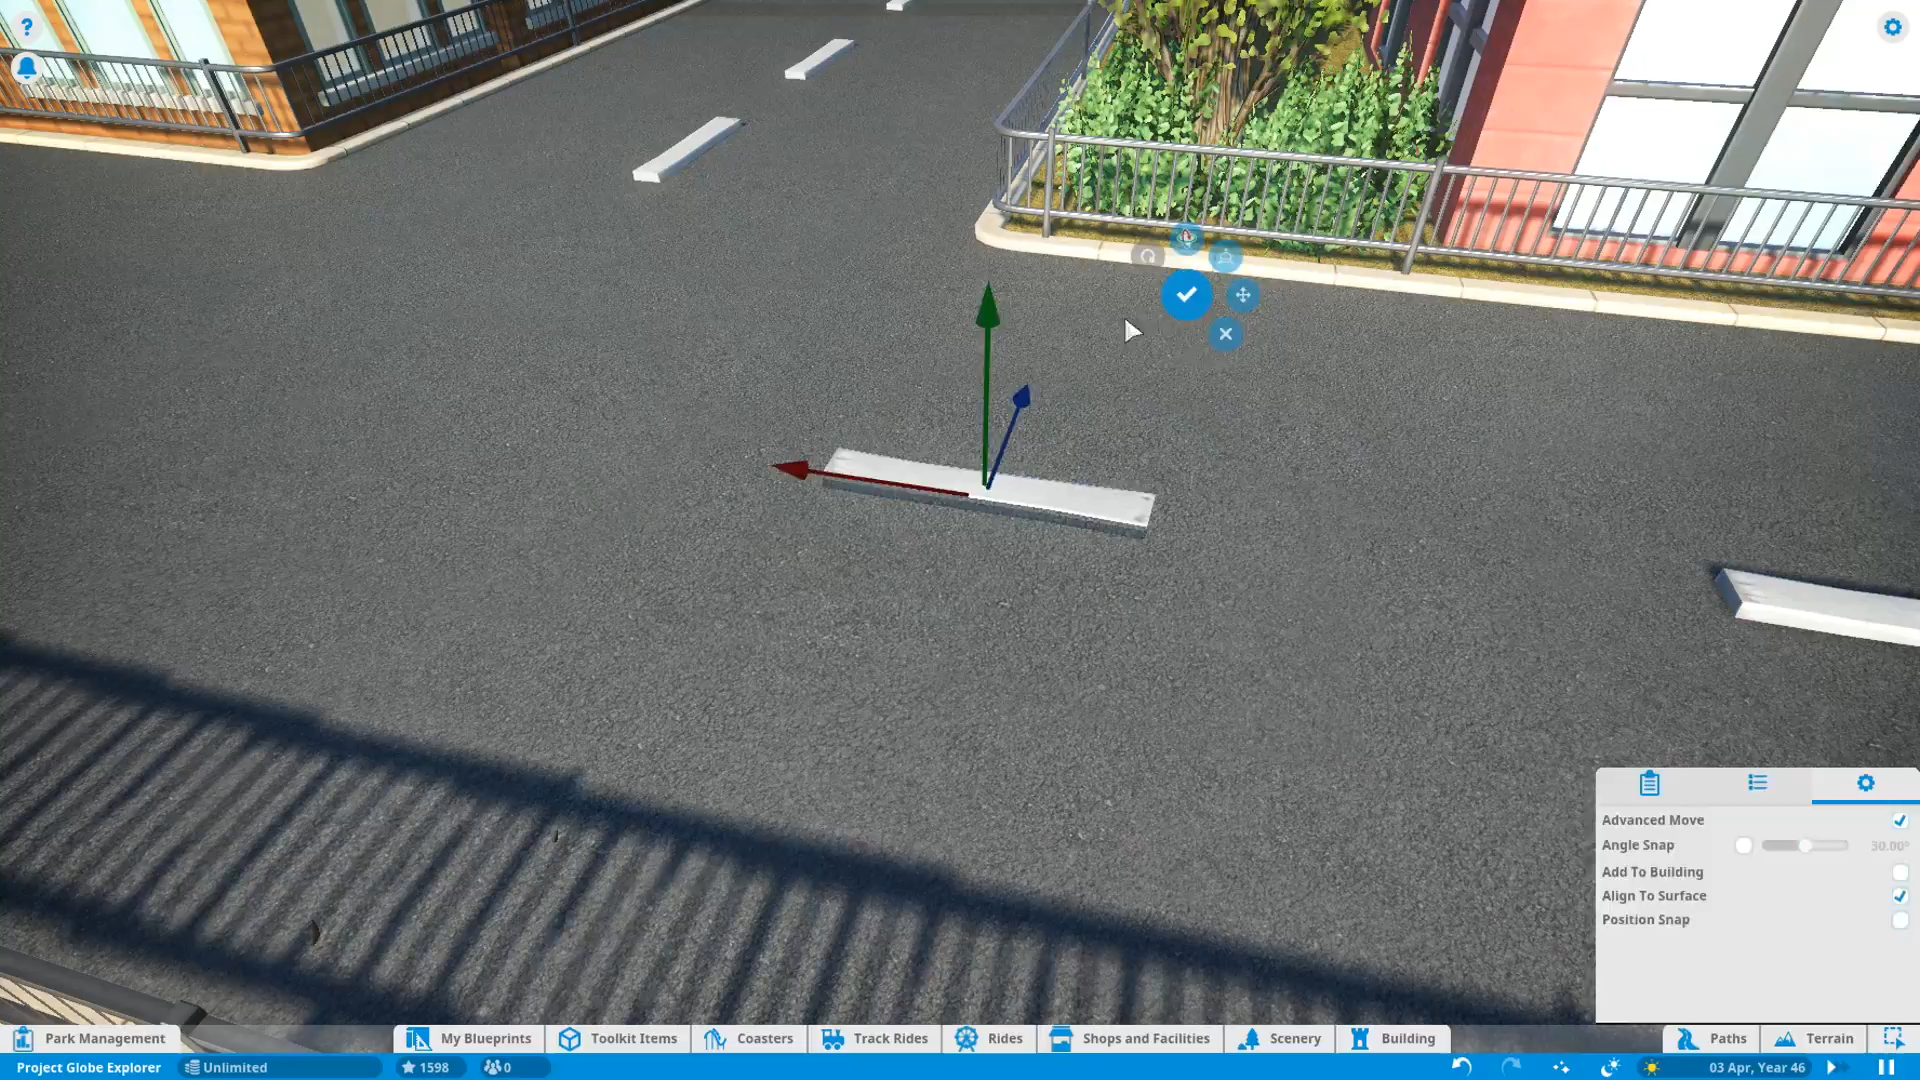 ?
Advanced Move
Angle Snap 30.00°
Add To Building
Align To Surface
Position Snap
Park Management
My Blueprints
Toolkit Items
Coasters
Track Rides
Rides
Shops and Facilities
Scenery
Building
Paths
Terrain
Project Globe Explorer
Unlimited
1598
0
03 Apr, Year 46